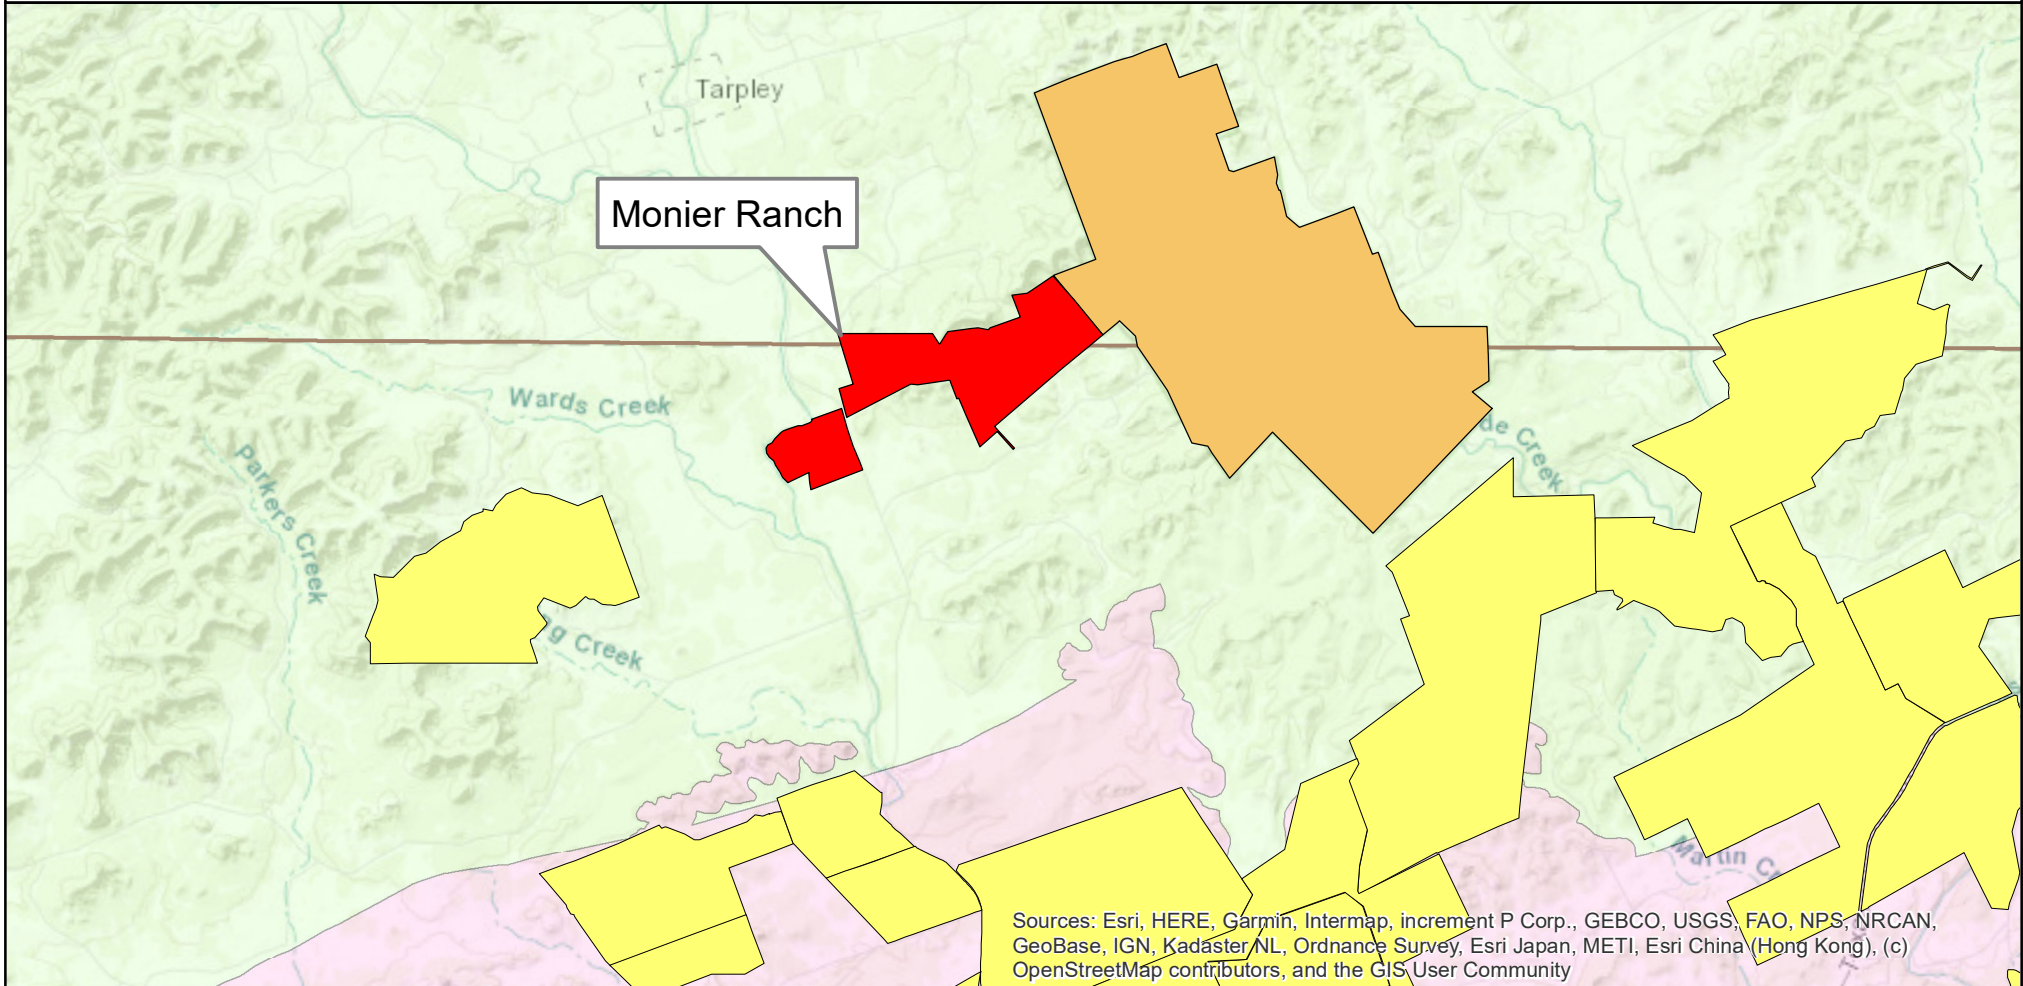 Tarpley
Monier Ranch
Wards Creek
Parkers Creek
Creek
Creek
Martin
Sources: Esri, HERE, Garmin, Intermap, increment P Corp., GEBCO, USGS, FAO, NPS, NRCAN,
GeoBase, IGN, Kadaster NL, Ordnance Survey, Esri Japan, METI, Esri China (Hong Kong), (c)
OpenStreetMap contributors, and the GIS User Community